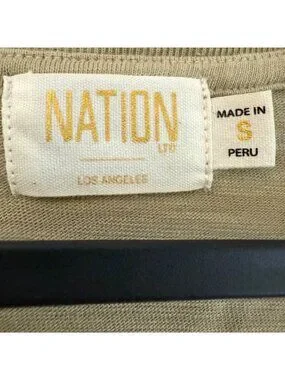 NATION
LTD
LOS ANGELES
MADE IN
S
PERU